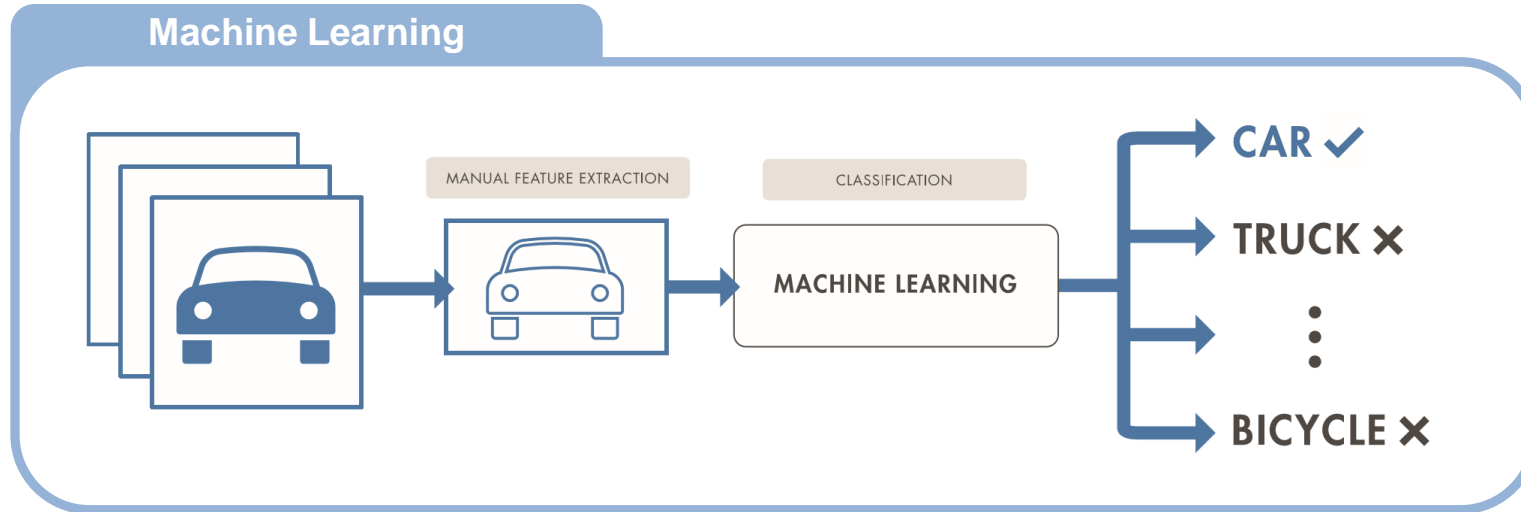 Machine Learning
MANUAL FEATURE EXTRACTION
CLASSIFICATION
MACHINE LEARNING
CAR
TRUCK
BICYCLE